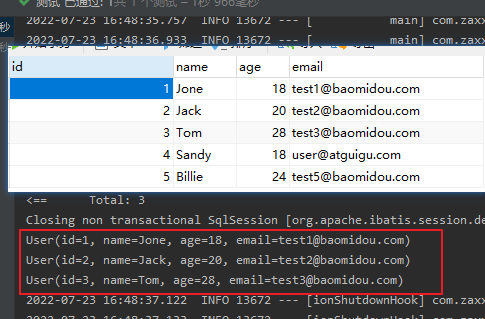 测试 已通过: 1共 1 个测试 – 1秒 966毫秒
秒 2022-07-23 16:48:35.757  INFO 13672 --- [           main] com.zaxx
秒 2022-07-23 16:48:36.933  INFO 13672 --- [           main] com.zaxx
id name age email
1 Jone 18 test1@baomidou.com
2 Jack 20 test2@baomidou.com
3 Tom 28 test3@baomidou.com
4 Sandy 18 user@atguigu.com
5 Billie 24 test5@baomidou.com
<==      Total: 3
Closing non transactional SqlSession [org.apache.ibatis.session.de
User(id=1, name=Jone, age=18, email=test1@baomidou.com)
User(id=2, name=Jack, age=20, email=test2@baomidou.com)
User(id=3, name=Tom, age=28, email=test3@baomidou.com)
2022-07-23 16:48:37.122  INFO 13672 --- [ionShutdownHook] com.zaxx